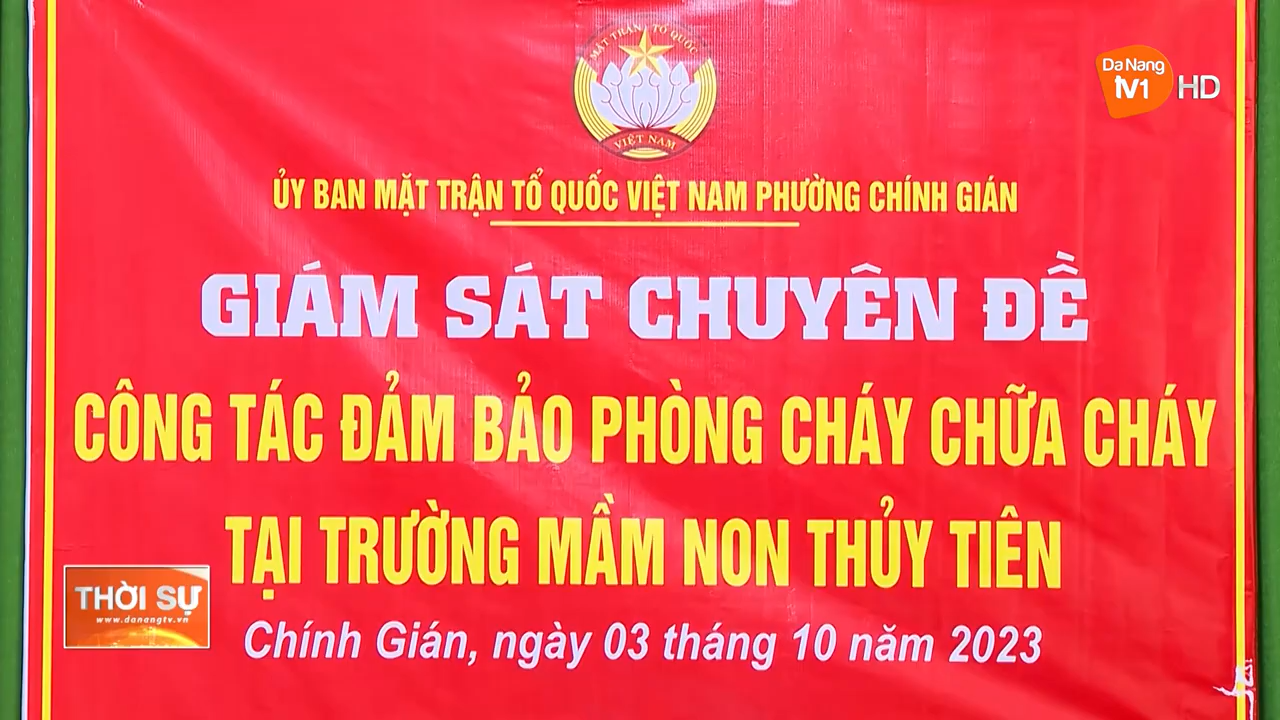 MẶT TRẬN TỔ QUỐC
VIỆT NAM
Da Nang
tv1 HD
ỦY BAN MẶT TRẬN TỔ QUỐC VIỆT NAM PHƯỜNG CHÍNH GIÁN
GIÁM SÁT CHUYÊN ĐỀ
CÔNG TÁC ĐẢM BẢO PHÒNG CHÁY CHỮA CHÁY
TẠI TRƯỜNG MẦM NON THỦY TIÊN
THỜI SỰ
www.danangtv.vn
Chính Gián, ngày 03 tháng 10 năm 2023